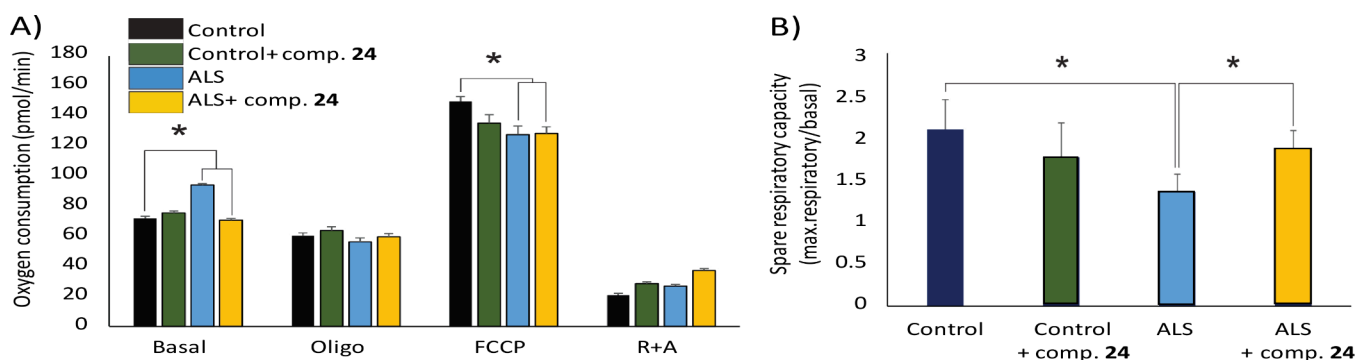 A)
Control
Control+ comp. 24
ALS
ALS+ comp. 24
Oxygen consumption (pmol/min)
180
160
140
120
100
80
60
40
20
0
*
*
Basal
Oligo
FCCP
R+A
B)
Spare respiratory capacity
(max.respiratory/basal)
3
2.5
2
1.5
1
0.5
0
*
*
Control
Control
+ comp. 24
ALS
ALS
+ comp. 24